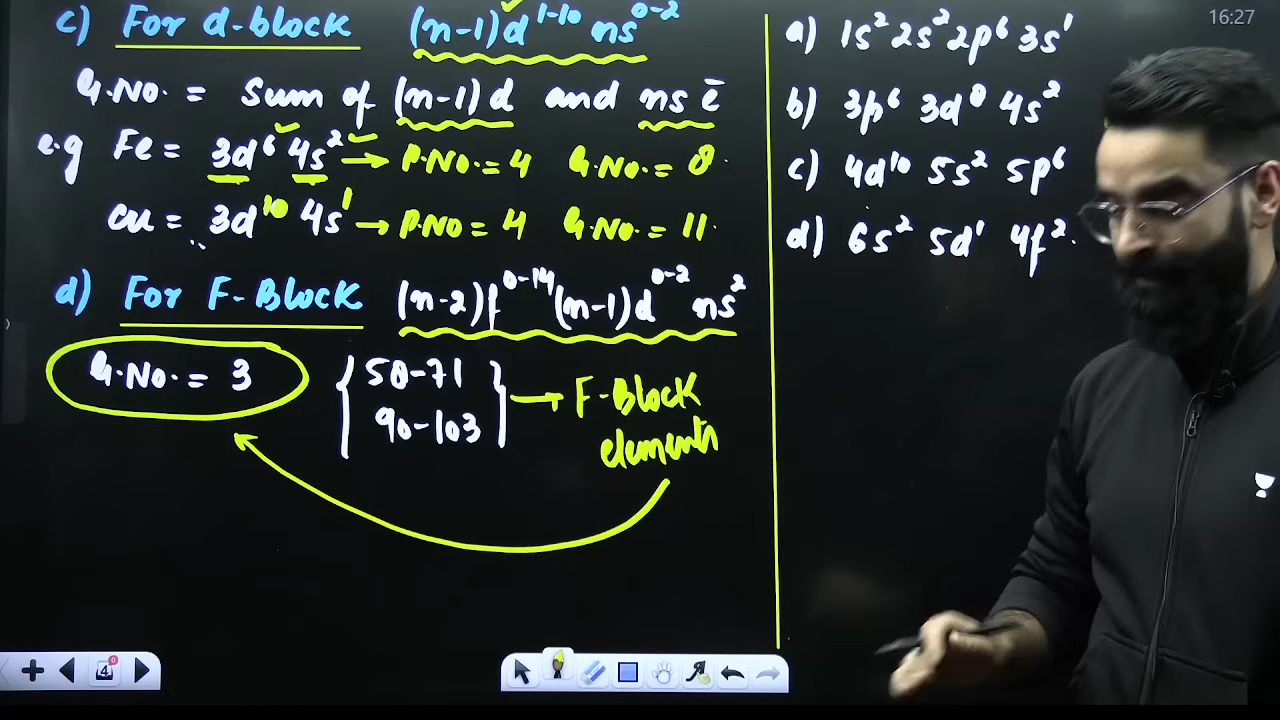 c) For d-block (n-1)d¹⁻¹⁰ ns⁰⁻²
G.No. = Sum of (n-1)d and ns ē
e.g Fe = 3d⁶ 4s² → P.No. = 4 G.No. = 8.
Cu = 3d¹⁰ 4s¹ → P.No = 4 G.No. = 11.
d) For F-Block (n-2)f⁰⁻¹⁴ (n-1)d⁰⁻² ns²
G.No. = 3 { 58-71
90-103 } → F-Block
elements
a) 1s² 2s² 2p⁶ 3s¹
b) 3p⁶ 3d⁸ 4s²
c) 4d¹⁰ 5s² 5p⁶
d) 6s² 5d¹ 4f².
16:27
4
0